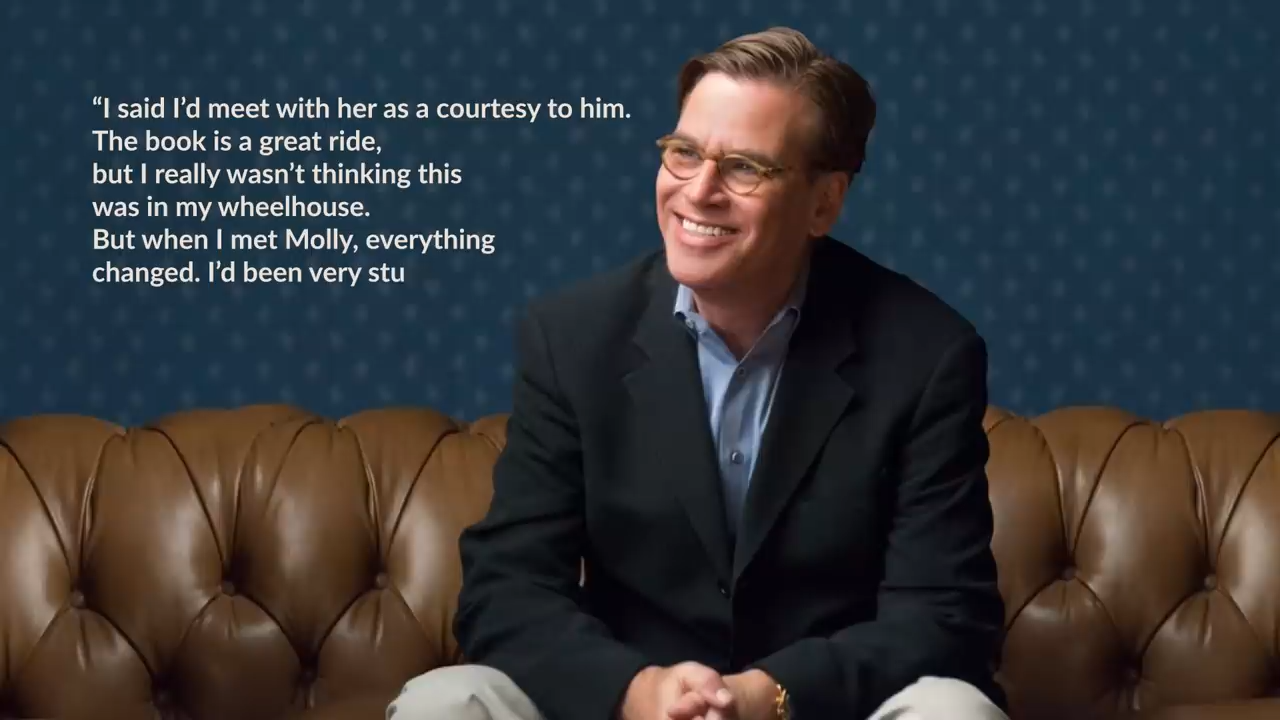 “I said I’d meet with her as a courtesy to him.
The book is a great ride,
but I really wasn’t thinking this
was in my wheelhouse.
But when I met Molly, everything
changed. I’d been very stu